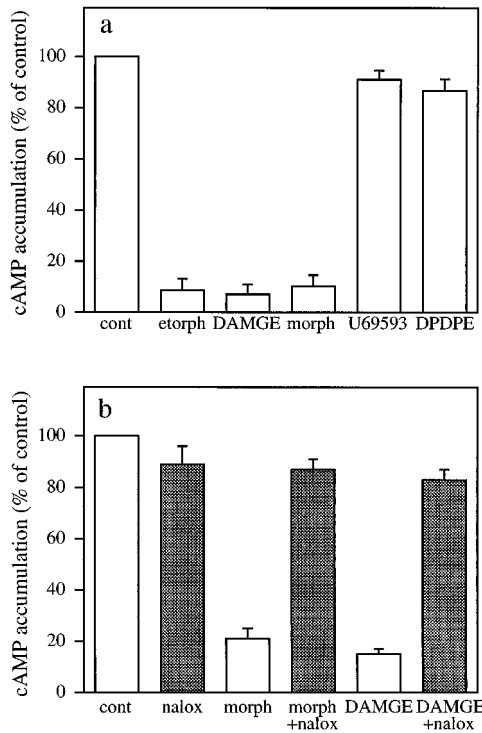 a
cAMP accumulation (% of control)
100
80
60
40
20
0
cont etorph DAMGE morph U69593 DPDPE
b
cAMP accumulation (% of control)
100
80
60
40
20
0
cont nalox morph morph DAMGE DAMGE
+nalox +nalox